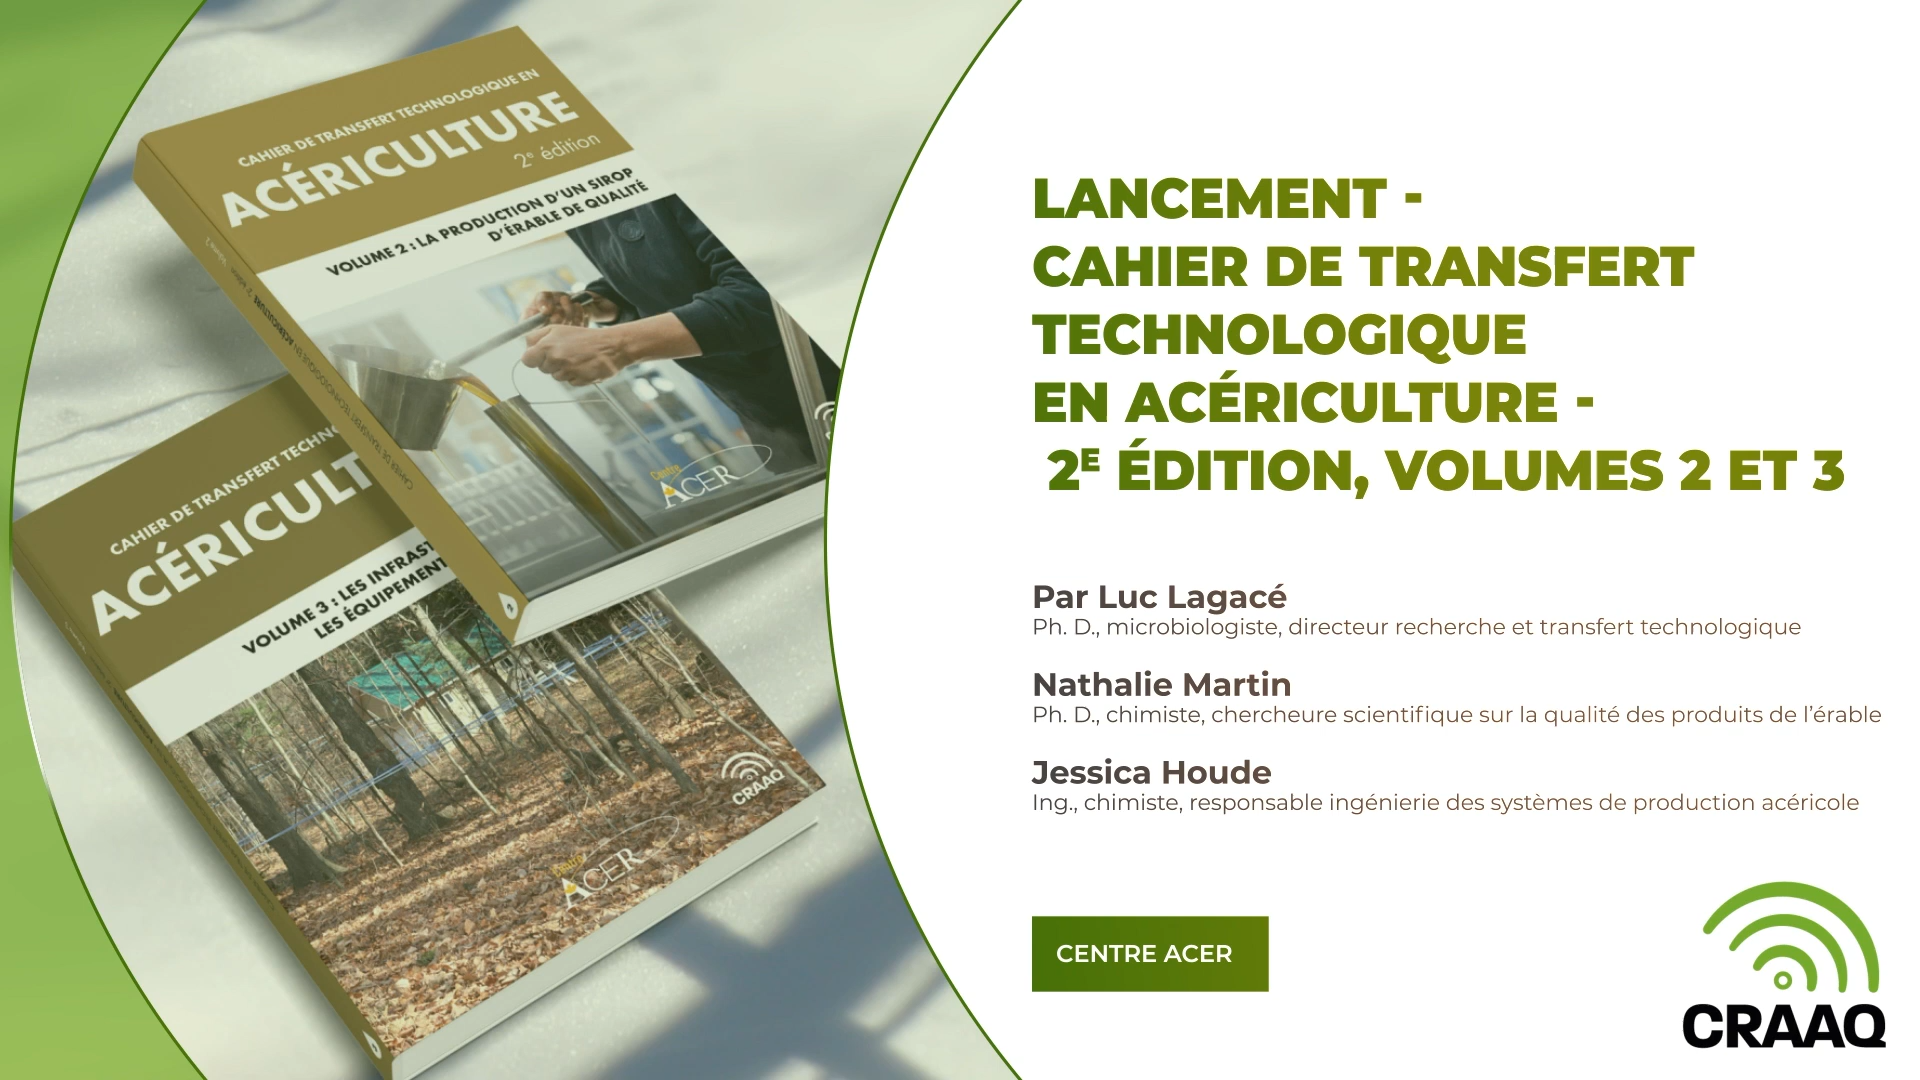 CAHIER DE TRANSFERT TECHNOLOGIQUE EN
ACÉRICULTURE
2e édition
VOLUME 2 : LA PRODUCTION D'UN SIROP
D'ÉRABLE DE QUALITÉ
Centre
ACER
CAHIER DE TRANSFERT TECHNO
ACÉRICULT
VOLUME 3 : LES INFRAST
LES ÉQUIPEMENT
CRAAQ
Centre
ACER
LANCEMENT -
CAHIER DE TRANSFERT
TECHNOLOGIQUE
EN ACÉRICULTURE -
2E ÉDITION, VOLUMES 2 ET 3
Par Luc Lagacé
Ph. D., microbiologiste, directeur recherche et transfert technologique
Nathalie Martin
Ph. D., chimiste, chercheure scientifique sur la qualité des produits de l’érable
Jessica Houde
Ing., chimiste, responsable ingénierie des systèmes de production acéricole
CENTRE ACER
CRAAQ